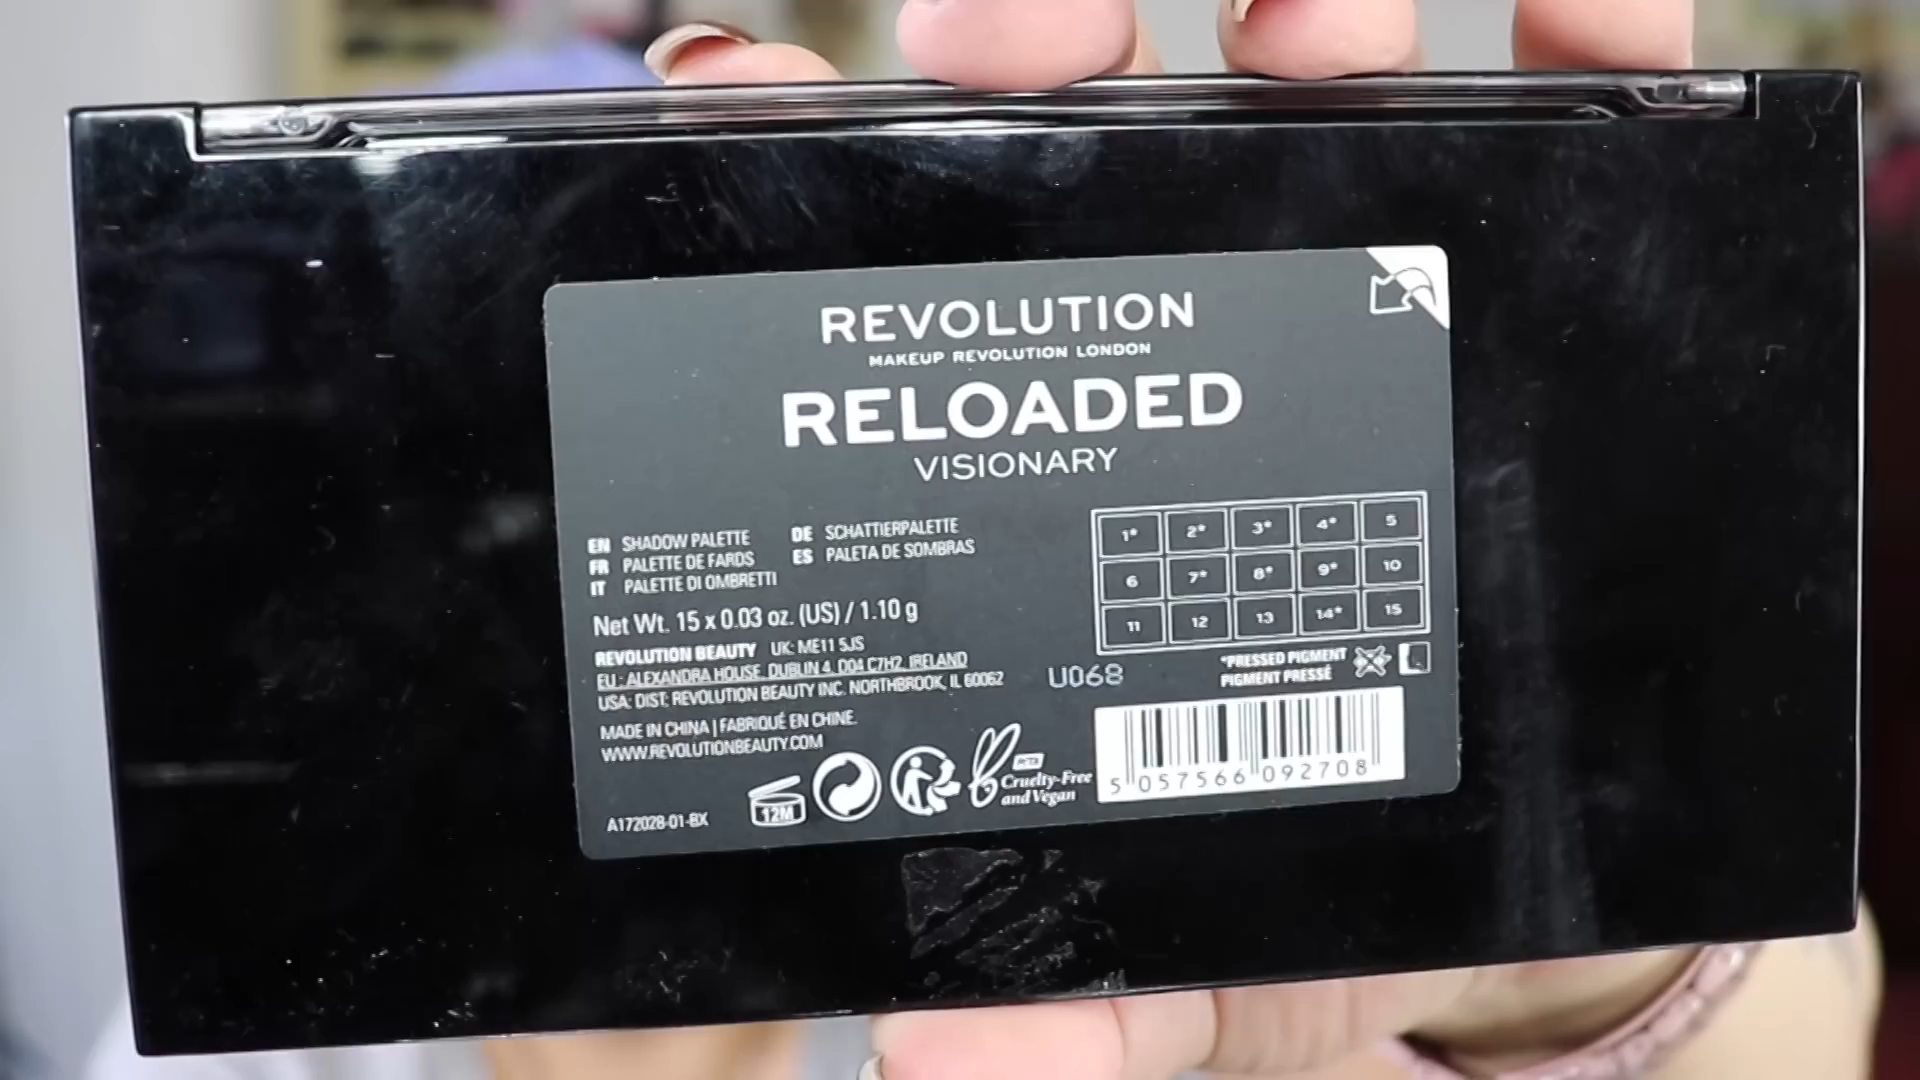 REVOLUTION
MAKEUP REVOLUTION LONDON
RELOADED
VISIONARY
EN SHADOW PALETTE
FR PALETTE DE FARDS
IT PALETTE DI OMBRETTI
DE SCHATTIERPALETTE
ES PALETA DE SOMBRAS
Net Wt. 15 x 0.03 oz. (US) / 1.10 g
REVOLUTION BEAUTY UK: ME11 5JS
EU : ALEXANDRA HOUSE, DUBLIN 4, D04 C7H2, IRELAND
USA: DIST: REVOLUTION BEAUTY INC. NORTHBROOK, IL 60062
MADE IN CHINA | FABRIQUÉ EN CHINE.
WWW.REVOLUTIONBEAUTY.COM
A172028-01-BX
12M
PETA
Cruelty-Free
and Vegan
1* 2* 3* 4* 5
6 7* 8* 9* 10
11 12 13 14* 15
U068
*PRESSED PIGMENT
PIGMENT PRESSÉ
5 057566 092708